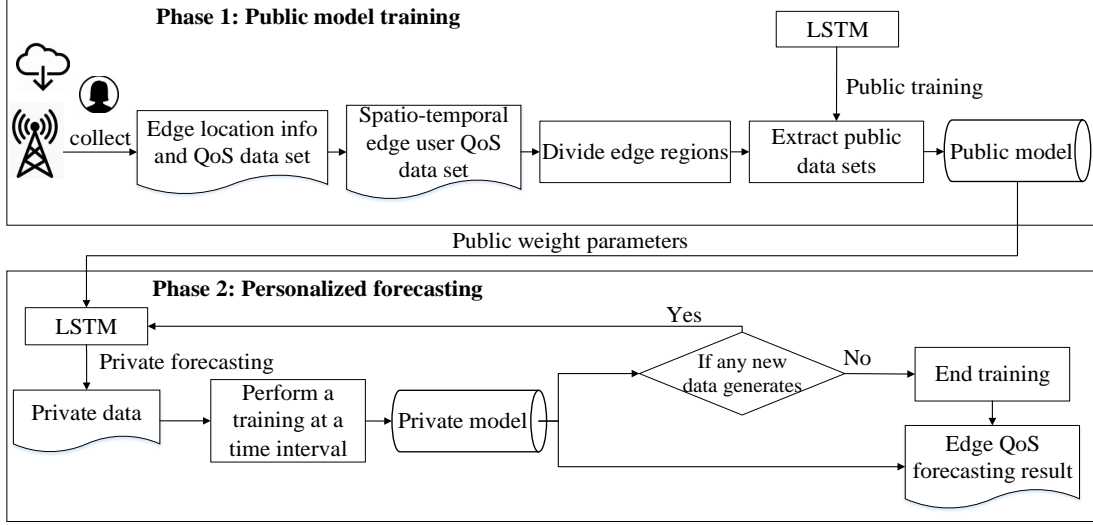 Phase 1: Public model training
LSTM
Public training
collect
Edge location info
and QoS data set
Spatio-temporal
edge user QoS
data set
Divide edge regions
Extract public
data sets
Public model
Public weight parameters
Phase 2: Personalized forecasting
LSTM
Yes
Private forecasting
If any new
data generates
No
End training
Private data
Perform a
training at a
time interval
Private model
Edge QoS
forecasting result